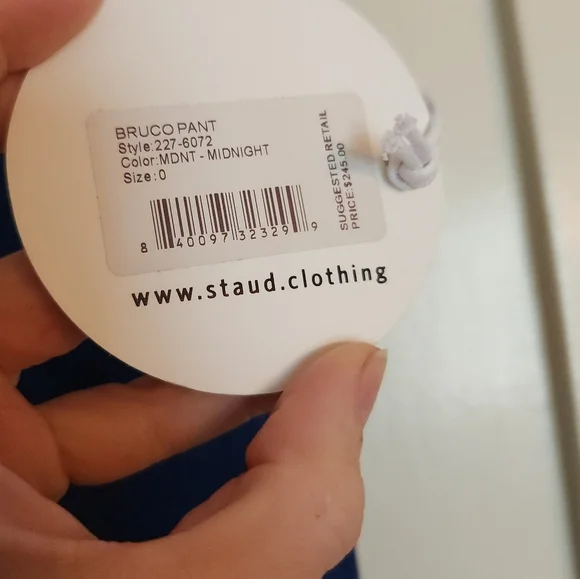 BRUCO PANT
Style:227-6072
Color:MDNT - MIDNIGHT
Size:0
8 40097 32329 9
SUGGESTED RETAIL
PRICE:$245.00
www.staud.clothing